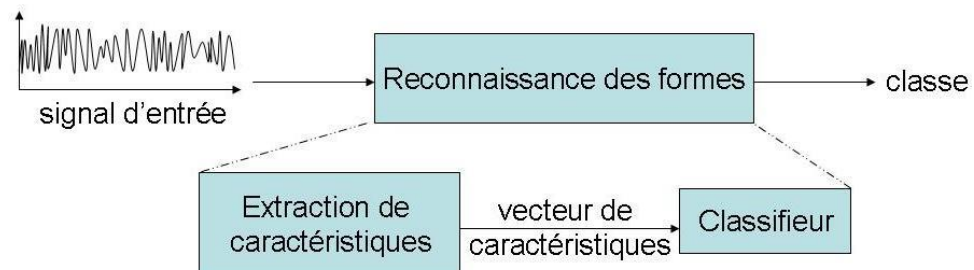 signal d'entrée
Reconnaissance des formes
classe
Extraction de
caractéristiques
vecteur de
caractéristiques
Classifieur